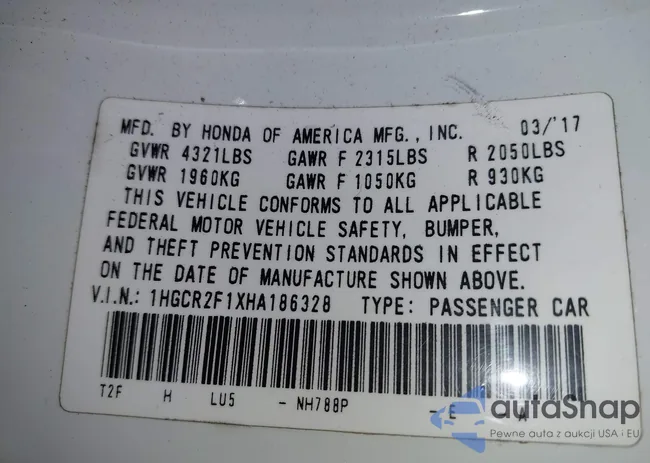 MFD. BY HONDA OF AMERICA MFG., INC. 03/'17
GVWR 4321LBS GAWR F 2315LBS R 2050LBS
GVWR 1960KG GAWR F 1050KG R 930KG
THIS VEHICLE CONFORMS TO ALL APPLICABLE
FEDERAL MOTOR VEHICLE SAFETY, BUMPER,
AND THEFT PREVENTION STANDARDS IN EFFECT
ON THE DATE OF MANUFACTURE SHOWN ABOVE.
V.I.N.: 1HGCR2F1XHA186328 TYPE: PASSENGER CAR
T2F H LU5 - NH788P - E A
autaSnap
Pewne auta z aukcji USA i EU